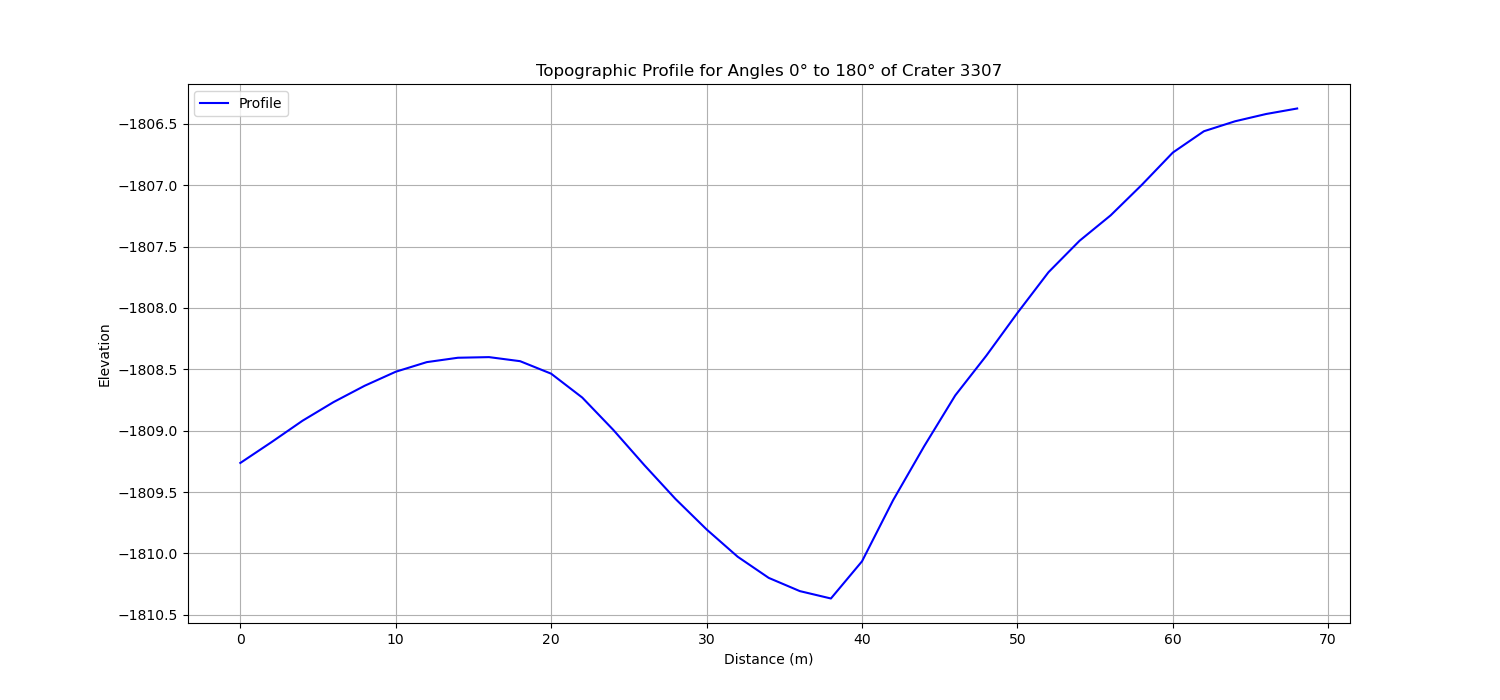 Topographic Profile for Angles 0° to 180° of Crater 3307
Profile
−1806.5
−1807.0
−1807.5
−1808.0
−1808.5
−1809.0
−1809.5
−1810.0
−1810.5
Elevation
0 10 20 30 40 50 60 70
Distance (m)